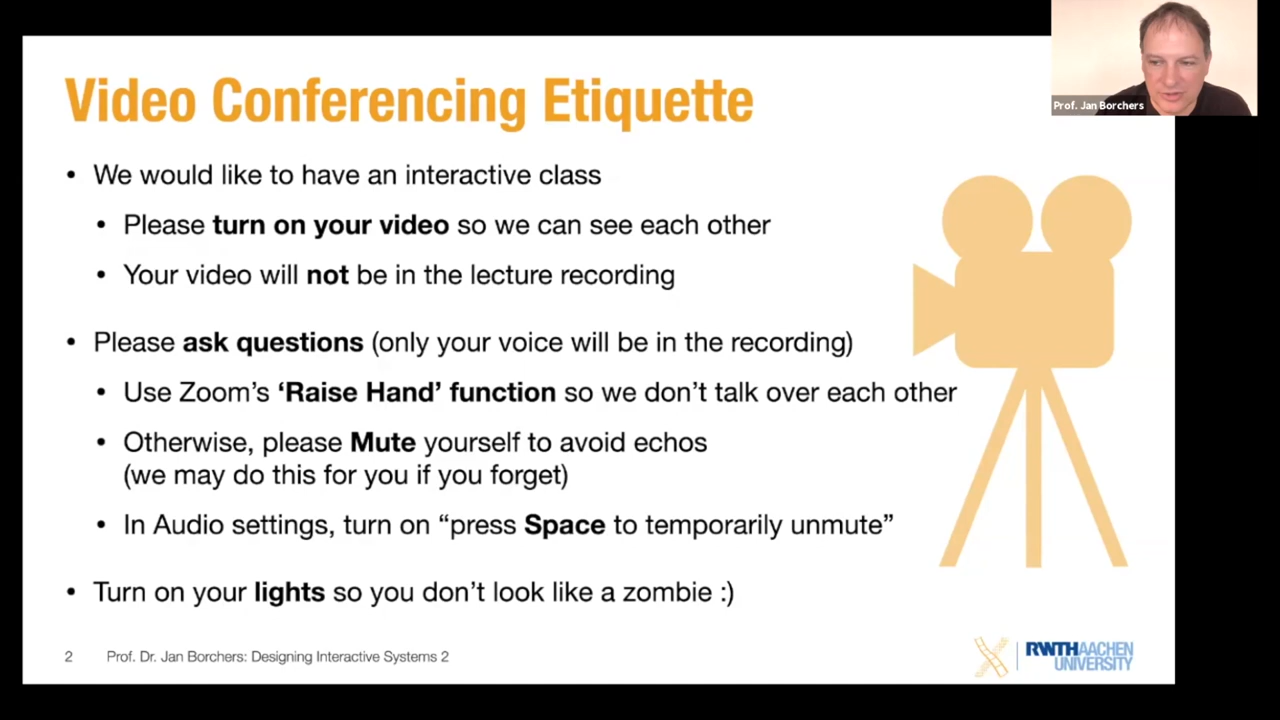 Video Conferencing Etiquette
Prof. Jan Borchers
• We would like to have an interactive class
• Please turn on your video so we can see each other
• Your video will not be in the lecture recording
• Please ask questions (only your voice will be in the recording)
• Use Zoom’s ‘Raise Hand’ function so we don’t talk over each other
• Otherwise, please Mute yourself to avoid echos
(we may do this for you if you forget)
• In Audio settings, turn on “press Space to temporarily unmute”
• Turn on your lights so you don’t look like a zombie :)
2 Prof. Dr. Jan Borchers: Designing Interactive Systems 2
RWTHAACHEN
UNIVERSITY